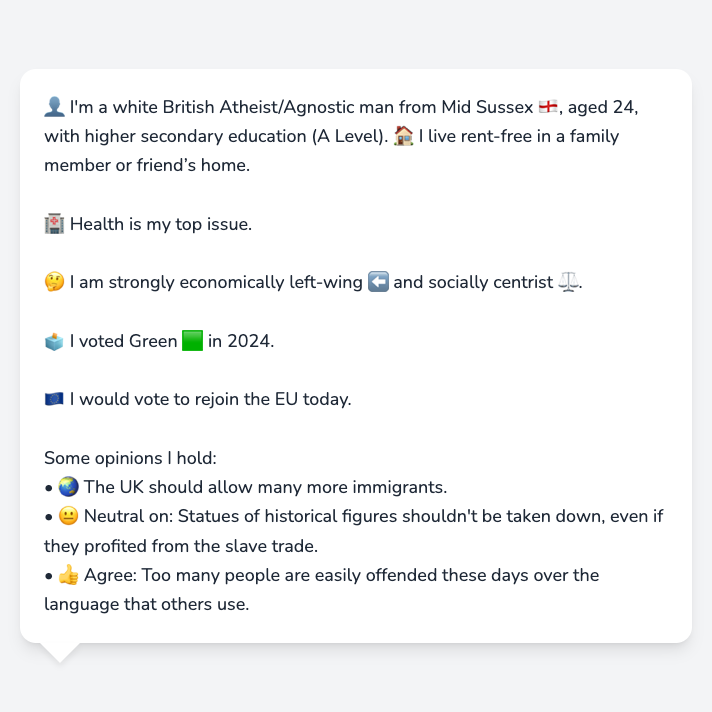 👤 I'm a white British Atheist/Agnostic man from Mid Sussex 🏴󠁧󠁢󠁥󠁮󠁧󠁿, aged 24,
with higher secondary education (A Level). 🏠 I live rent-free in a family
member or friend’s home.
🏥 Health is my top issue.
🤔 I am strongly economically left-wing ⬅️ and socially centrist ⚖️.
🗳️ I voted Green 🟩 in 2024.
🇪🇺 I would vote to rejoin the EU today.
Some opinions I hold:
• 🌏 The UK should allow many more immigrants.
• 😐 Neutral on: Statues of historical figures shouldn't be taken down, even if
they profited from the slave trade.
• 👍 Agree: Too many people are easily offended these days over the
language that others use.